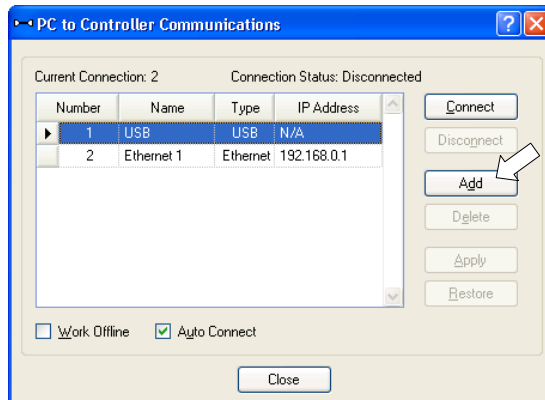 PC to Controller Communications
Current Connection: 2 Connection Status: Disconnected
Number Name Type IP Address
1 USB USB N/A
2 Ethernet 1 Ethernet 192.168.0.1
Connect
Disconnect
Add
Delete
Apply
Restore
Work Offline Auto Connect
Close